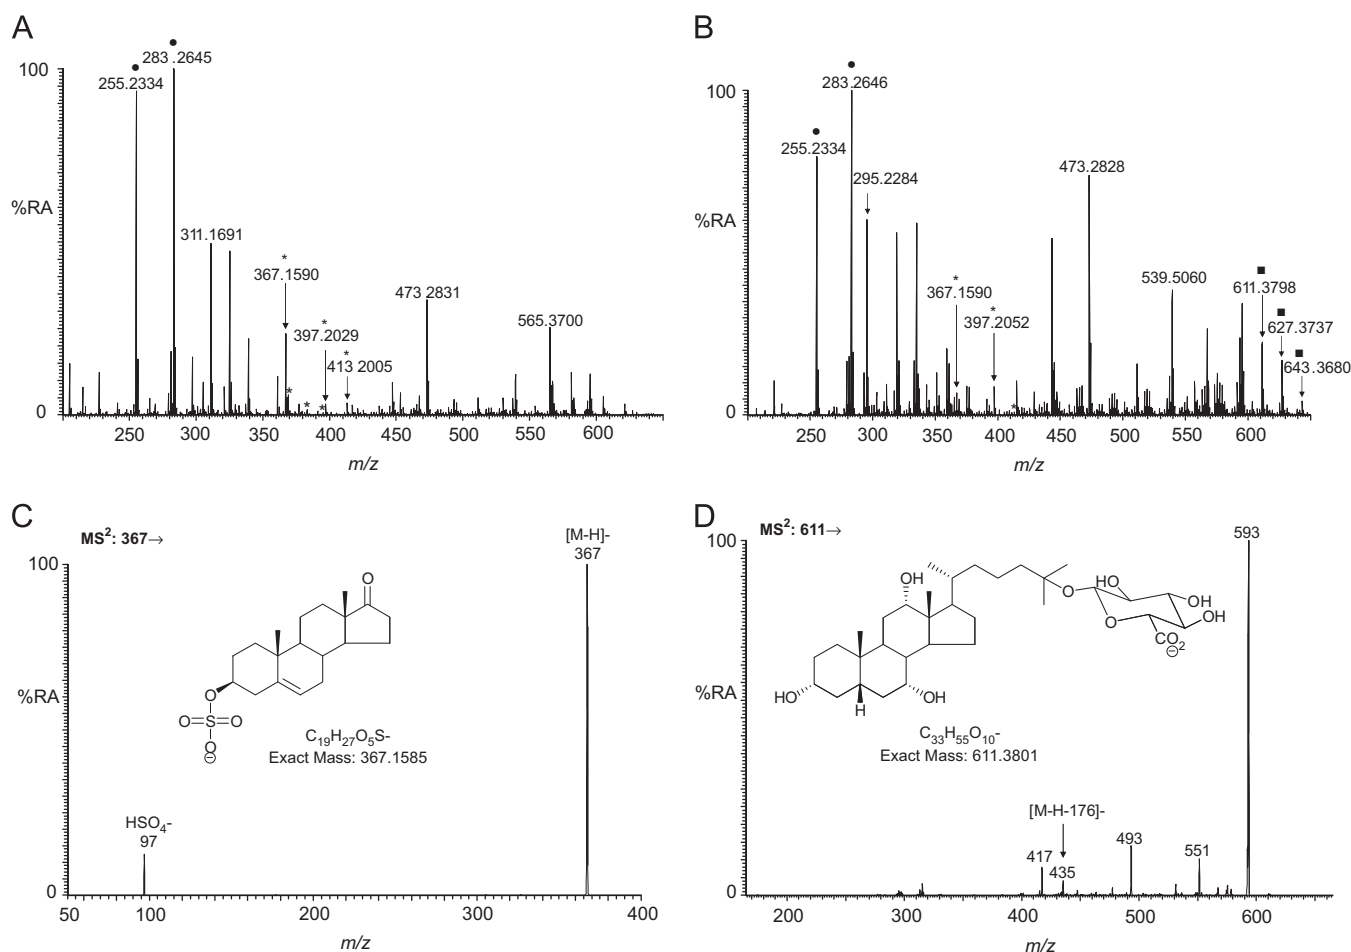 A
283 .2645
255.2334
100
%RA
311.1691
367.1590
397.2029
413 2005
473 2831
565.3700
0
250 300 350 400 450 500 550 600
m/z
B
283.2646
100
255.2334
295.2284
473.2828
%RA
367.1590
397.2052
539.5060
611.3798
627.3737
643.3680
0
250 300 350 400 450 500 550 600
m/z
C
MS2: 367→
[M-H]-
367
100
O
%RA
O
O=S=O
O
⊖
C19H27O5S-
Exact Mass: 367.1585
HSO4-
97
0
50 100 200 300 400
m/z
D
MS2: 611→
593
100
OH
O
HO
OH
OH
O
CO2
⊖
%RA
HO
H
OH
C33H55O10-
Exact Mass: 611.3801
[M-H-176]-
417
435
493
551
0
200 300 400 500 600
m/z